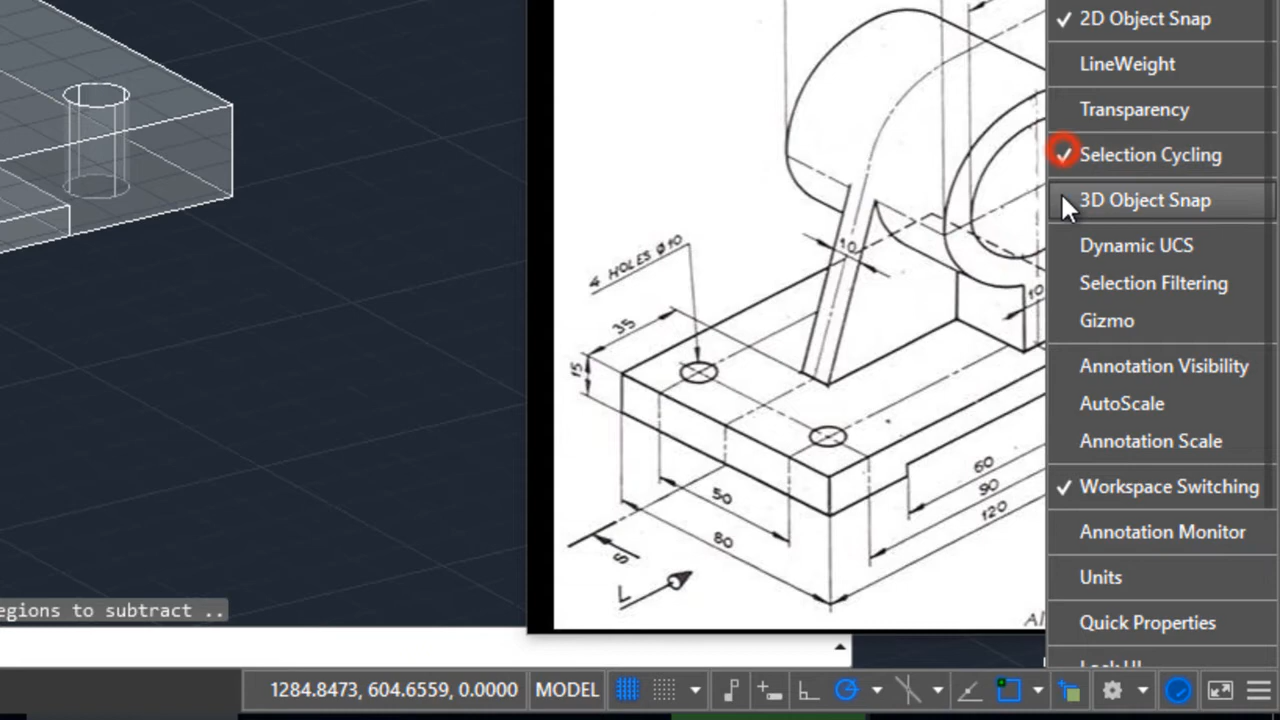 2D Object Snap
LineWeight
Transparency
Selection Cycling
3D Object Snap
Dynamic UCS
Selection Filtering
Gizmo
Annotation Visibility
AutoScale
Annotation Scale
Workspace Switching
Annotation Monitor
Units
Quick Properties
4 HOLES Ø10
10
10
35
15
50
80
60
90
120
S
L
egions to subtract ..
1284.8473, 604.6559, 0.0000
MODEL